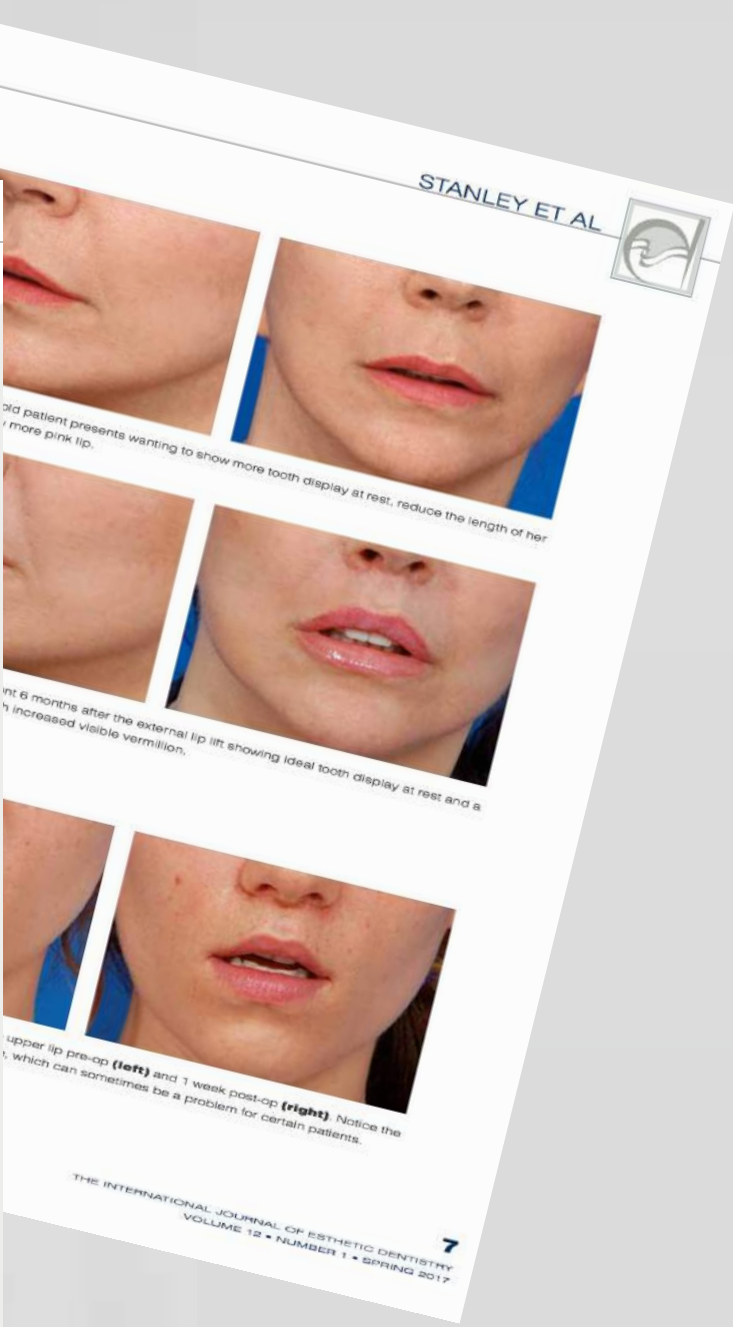 STANLEY ET AL
old patient presents wanting to show more tooth display at rest, reduce the length of her
more pink lip.
6 months after the external lip lift showing ideal tooth display at rest and a
increased visible vermillion.
upper lip pre-op (left) and 1 week post-op (right). Notice the
which can sometimes be a problem for certain patients.
7
THE INTERNATIONAL JOURNAL OF ESTHETIC DENTISTRY
VOLUME 12 • NUMBER 1 • SPRING 2017